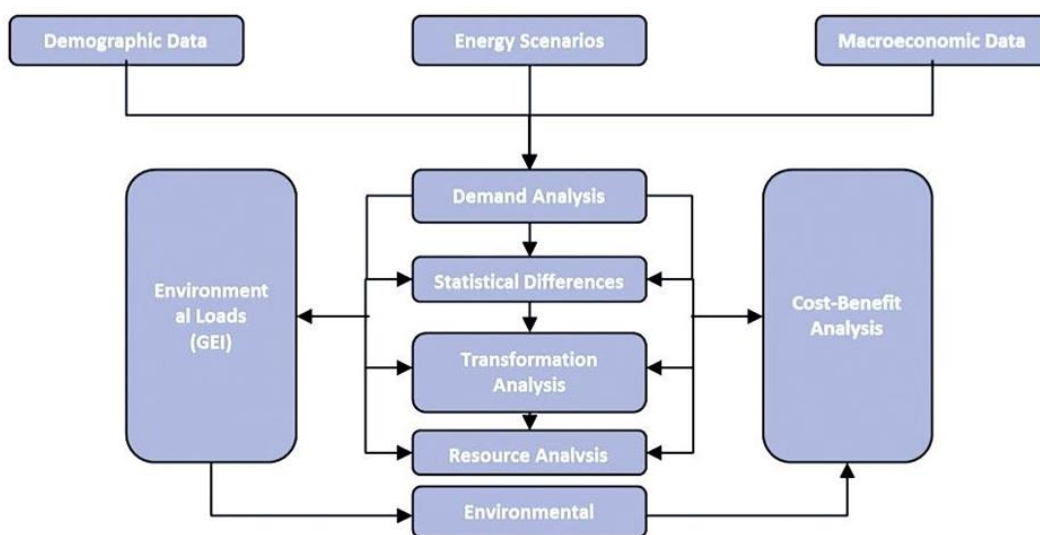 Demographic Data
Energy Scenarios
Macroeconomic Data
Demand Analysis
Statistical Differences
Environment
al Loads
(GEI)
Cost-Benefit
Analysis
Transformation
Analysis
Resource Analvsis
Environmental